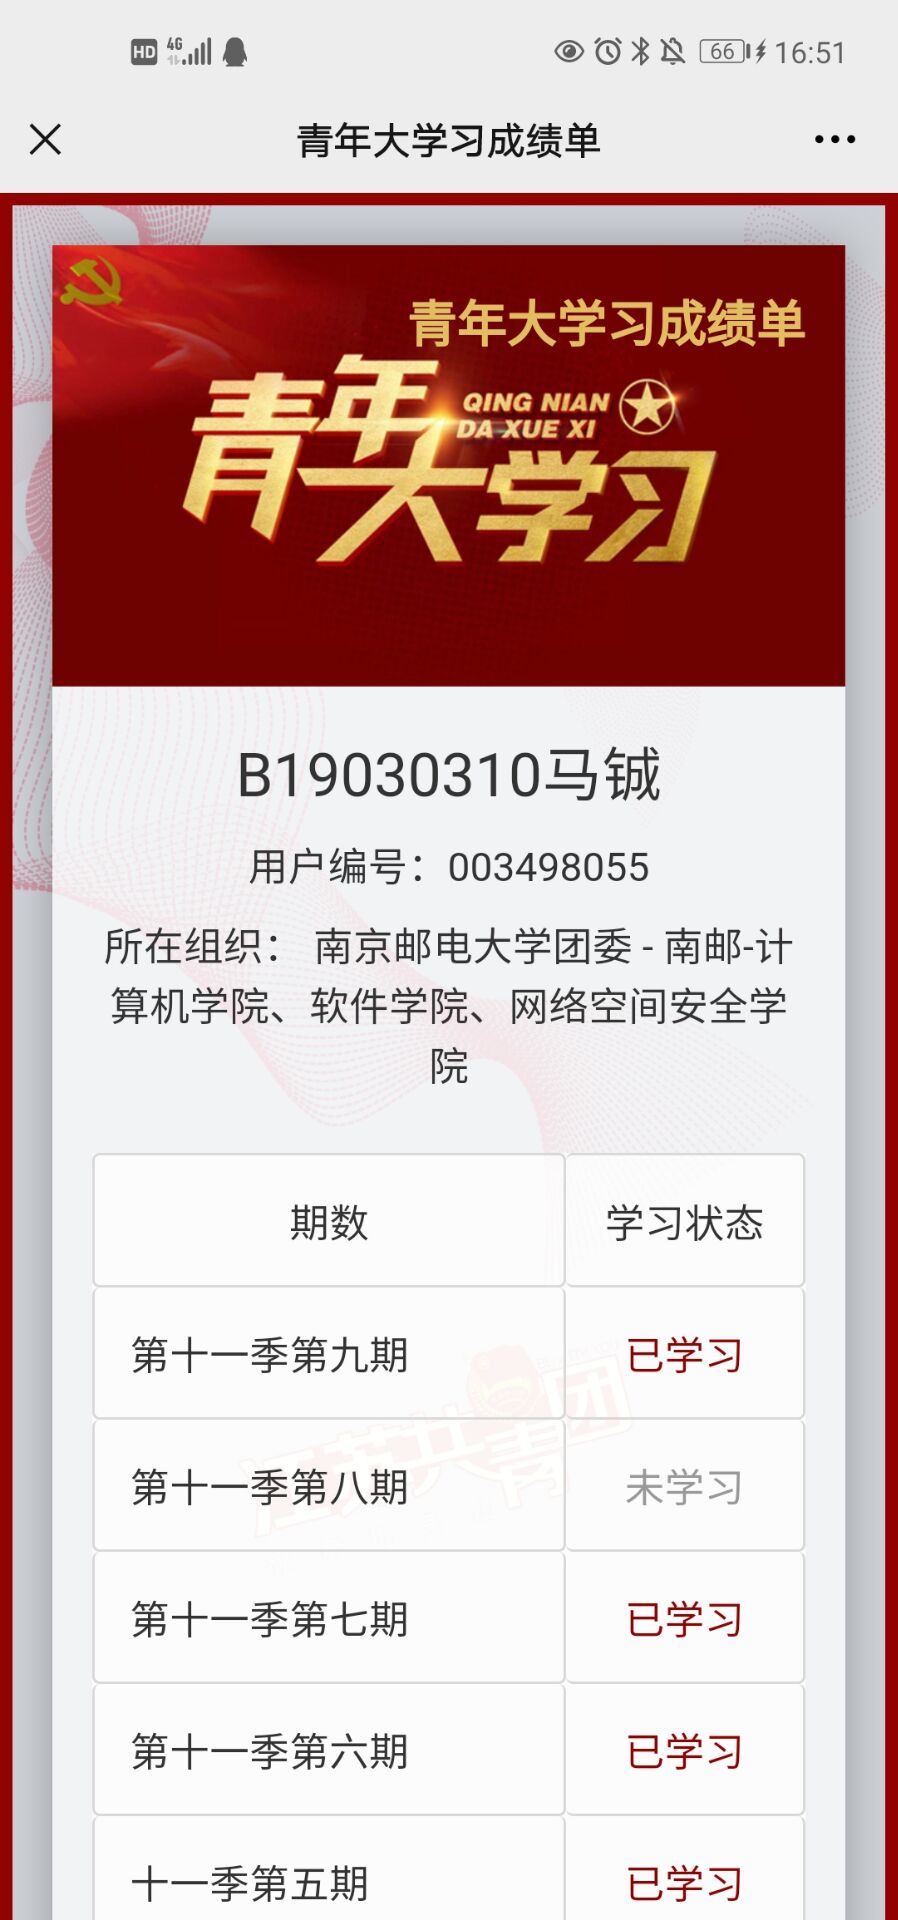 HD 4G 66 16:51
青年大学习成绩单
青年大学习成绩单
青年大学习
QING NIAN
DA XUE XI
B19030310马铖
用户编号：003498055
所在组织： 南京邮电大学团委 - 南邮-计
算机学院、软件学院、网络空间安全学
院
期数 学习状态
第十一季第九期 已学习
江苏共青团
第十一季第八期 未学习
第十一季第七期 已学习
第十一季第六期 已学习
十一季第五期 已学习